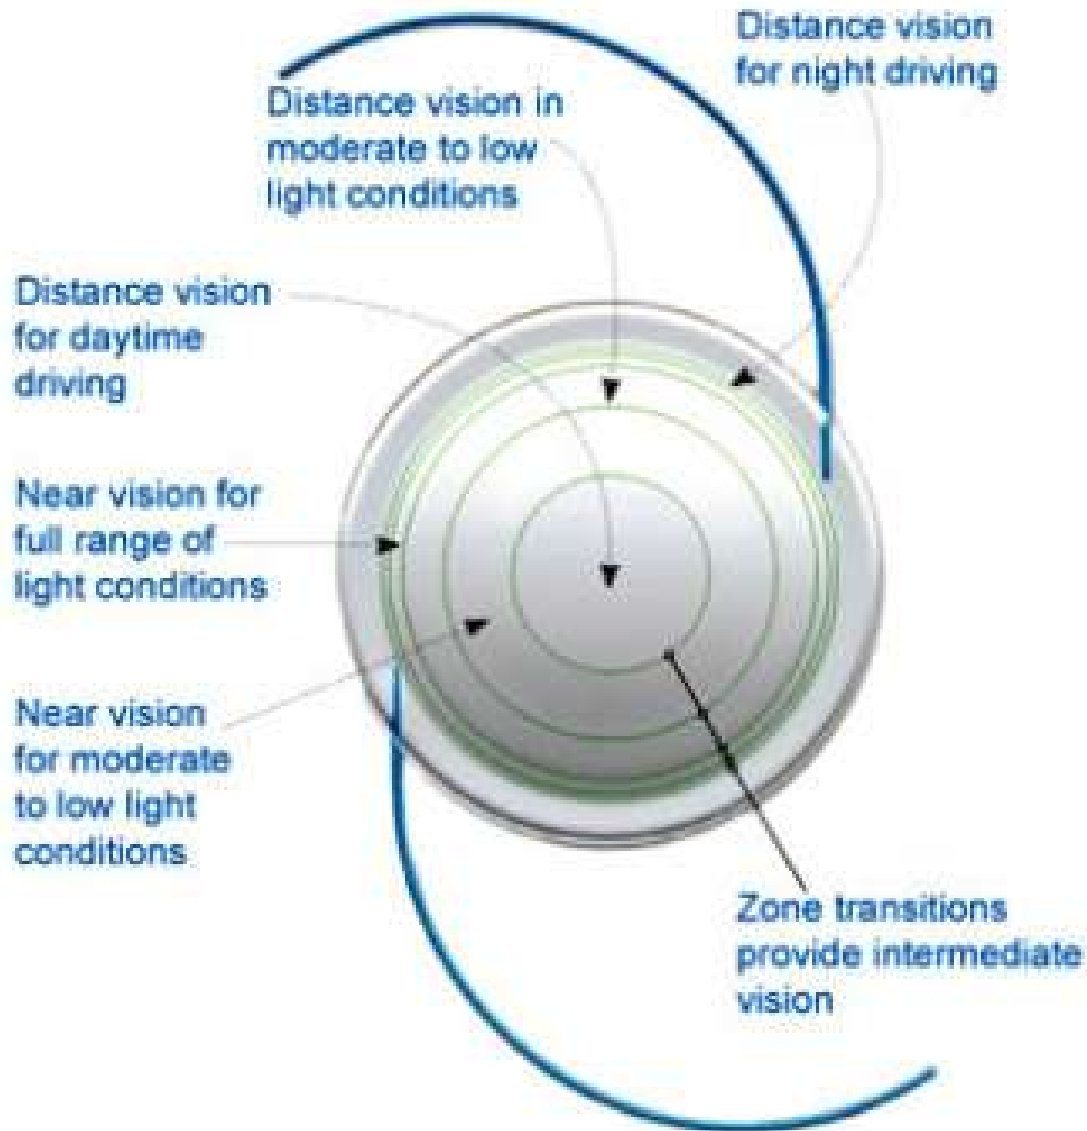 Distance vision
for night driving
Distance vision in
moderate to low
light conditions
Distance vision
for daytime
driving
Near vision for
full range of
light conditions
Near vision
for moderate
to low light
conditions
Zone transitions
provide intermediate
vision